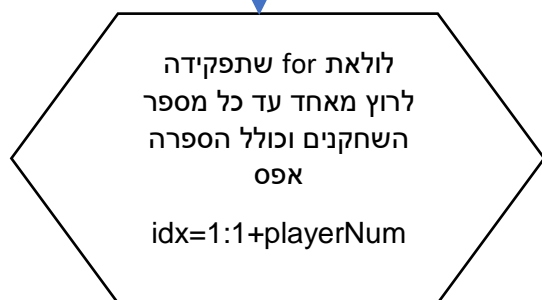 לולאת for שתפקידה
לרוץ מאחד עד כל מספר
השחקנים וכולל הספרה
אפס
idx=1:1+playerNum